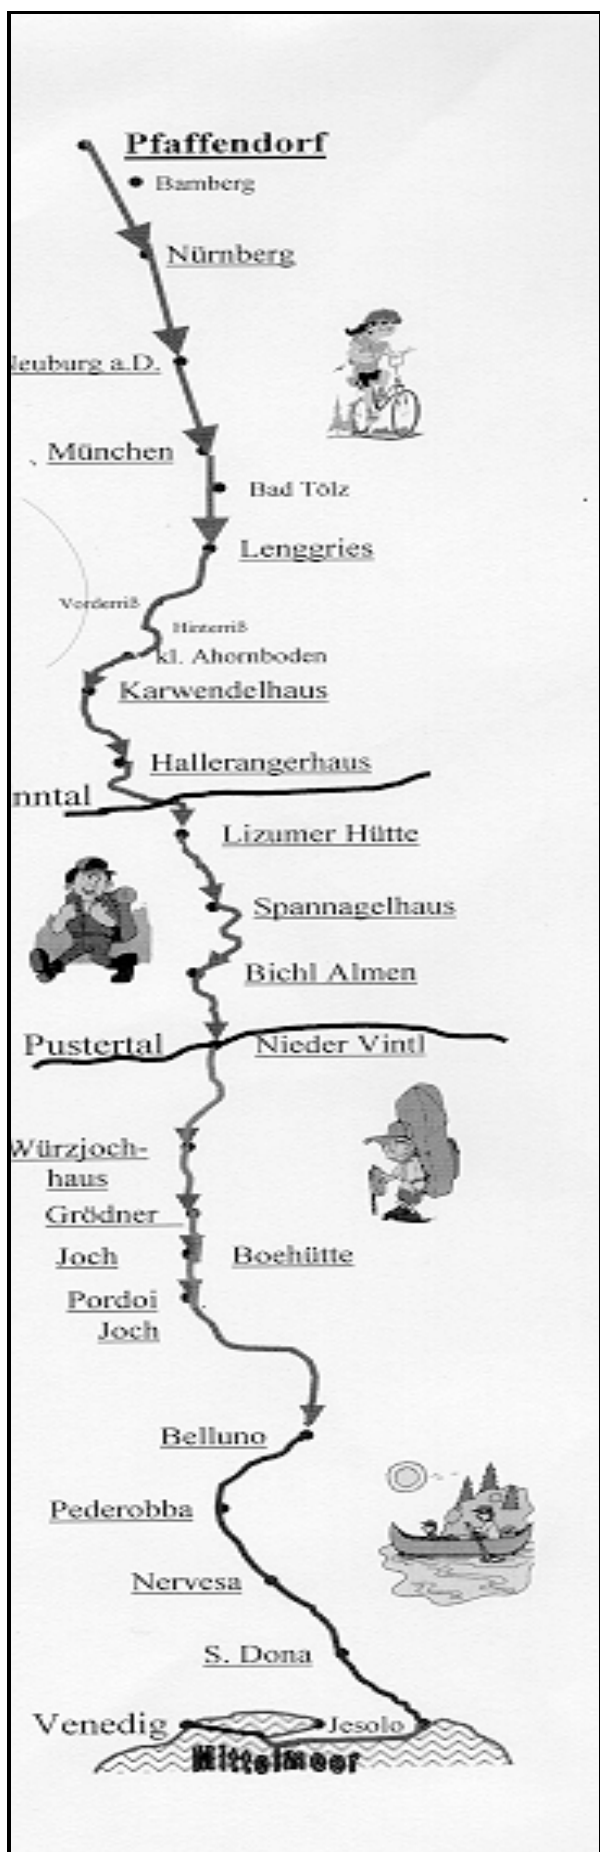 Pfaffendorf
Bamberg
Nürnberg
Neuburg a.D.
München
Bad Tölz
Lenggries
Vorderriß
Hinterriß
kl. Ahornboden
Karwendelhaus
Hallerangerhaus
nntal
Lizumer Hütte
Spannagelhaus
Bichl Almen
Pustertal
Nieder Vintl
Würzjoch-
haus
Grödner
Joch
Boehütte
Pordoi
Joch
Belluno
Pederobba
Nervesa
S. Dona
Venedig
Jesolo
Mittelmeer